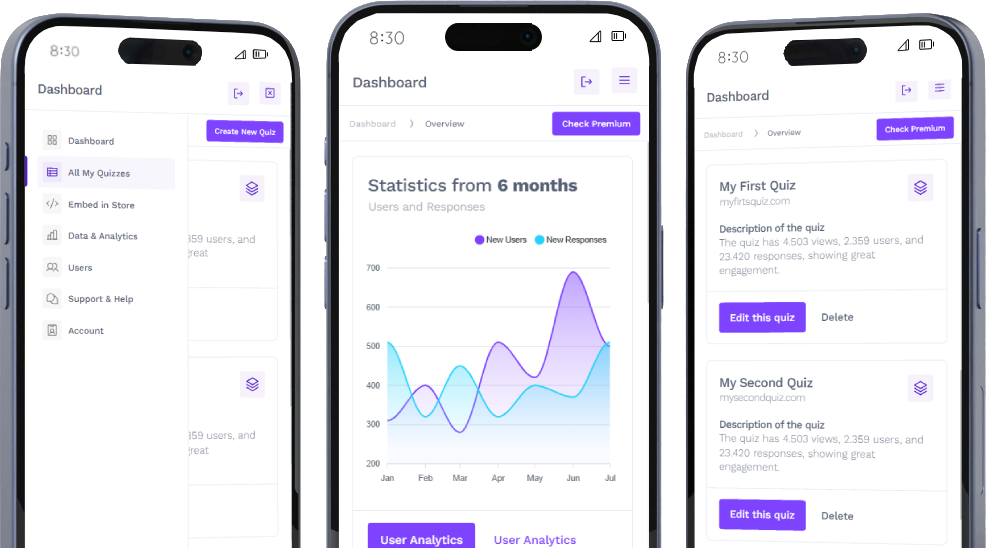 8:30
Dashboard
Create New Quiz
Dashboard
All My Quizzes
Embed in Store
Data & Analytics
Users
Support & Help
Account
359 users, and
great
359 users, and
great
8:30
Dashboard
Dashboard
Overview
Check Premium
Statistics from 6 months
Users and Responses
New Users
New Responses
700
600
500
400
300
200
Jan Feb Mar Apr May Jun Jul
User Analytics
User Analytics
8:30
Dashboard
Dashboard
Overview
Check Premium
My First Quiz
myfirtsquiz.com
Description of the quiz
The quiz has 4.503 views, 2.359 users, and
23.420 responses, showing great
engagement.
Edit this quiz
Delete
My Second Quiz
mysecondquiz.com
Description of the quiz
The quiz has 4.503 views, 2.359 users, and
23.420 responses, showing great
engagement.
Edit this quiz
Delete